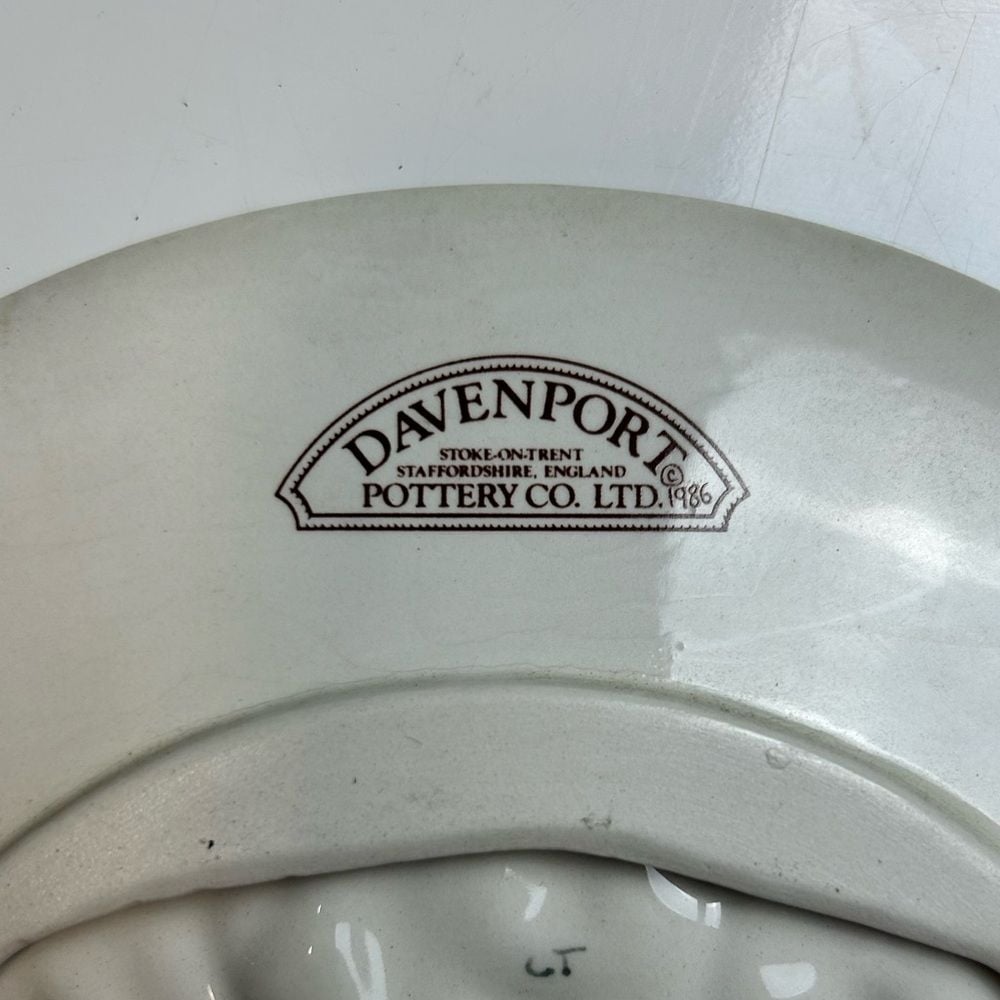 DAVENPORT
STOKE-ON-TRENT
STAFFORDSHIRE, ENGLAND
POTTERY CO. LTD. © 1986